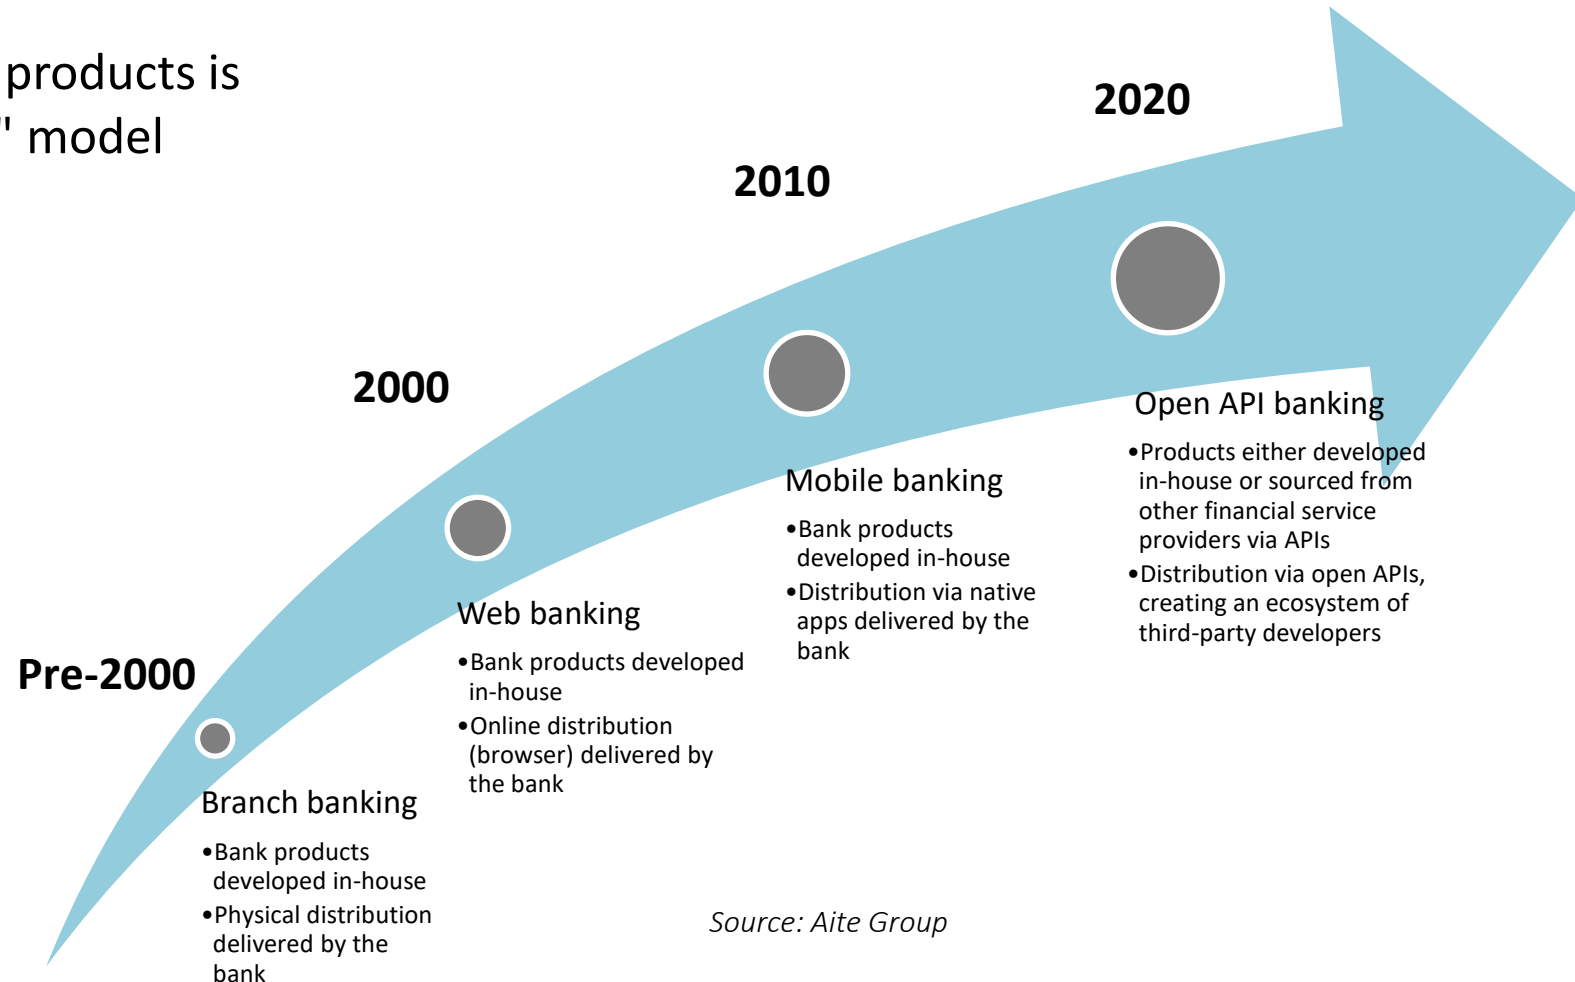 products is
" model
Pre-2000
Branch banking
•Bank products
developed in-house
•Physical distribution
delivered by the
bank
2000
Web banking
•Bank products developed
in-house
•Online distribution
(browser) delivered by
the bank
2010
Mobile banking
•Bank products
developed in-house
•Distribution via native
apps delivered by the
bank
2020
Open API banking
•Products either developed
in-house or sourced from
other financial service
providers via APIs
•Distribution via open APIs,
creating an ecosystem of
third-party developers
Source: Aite Group